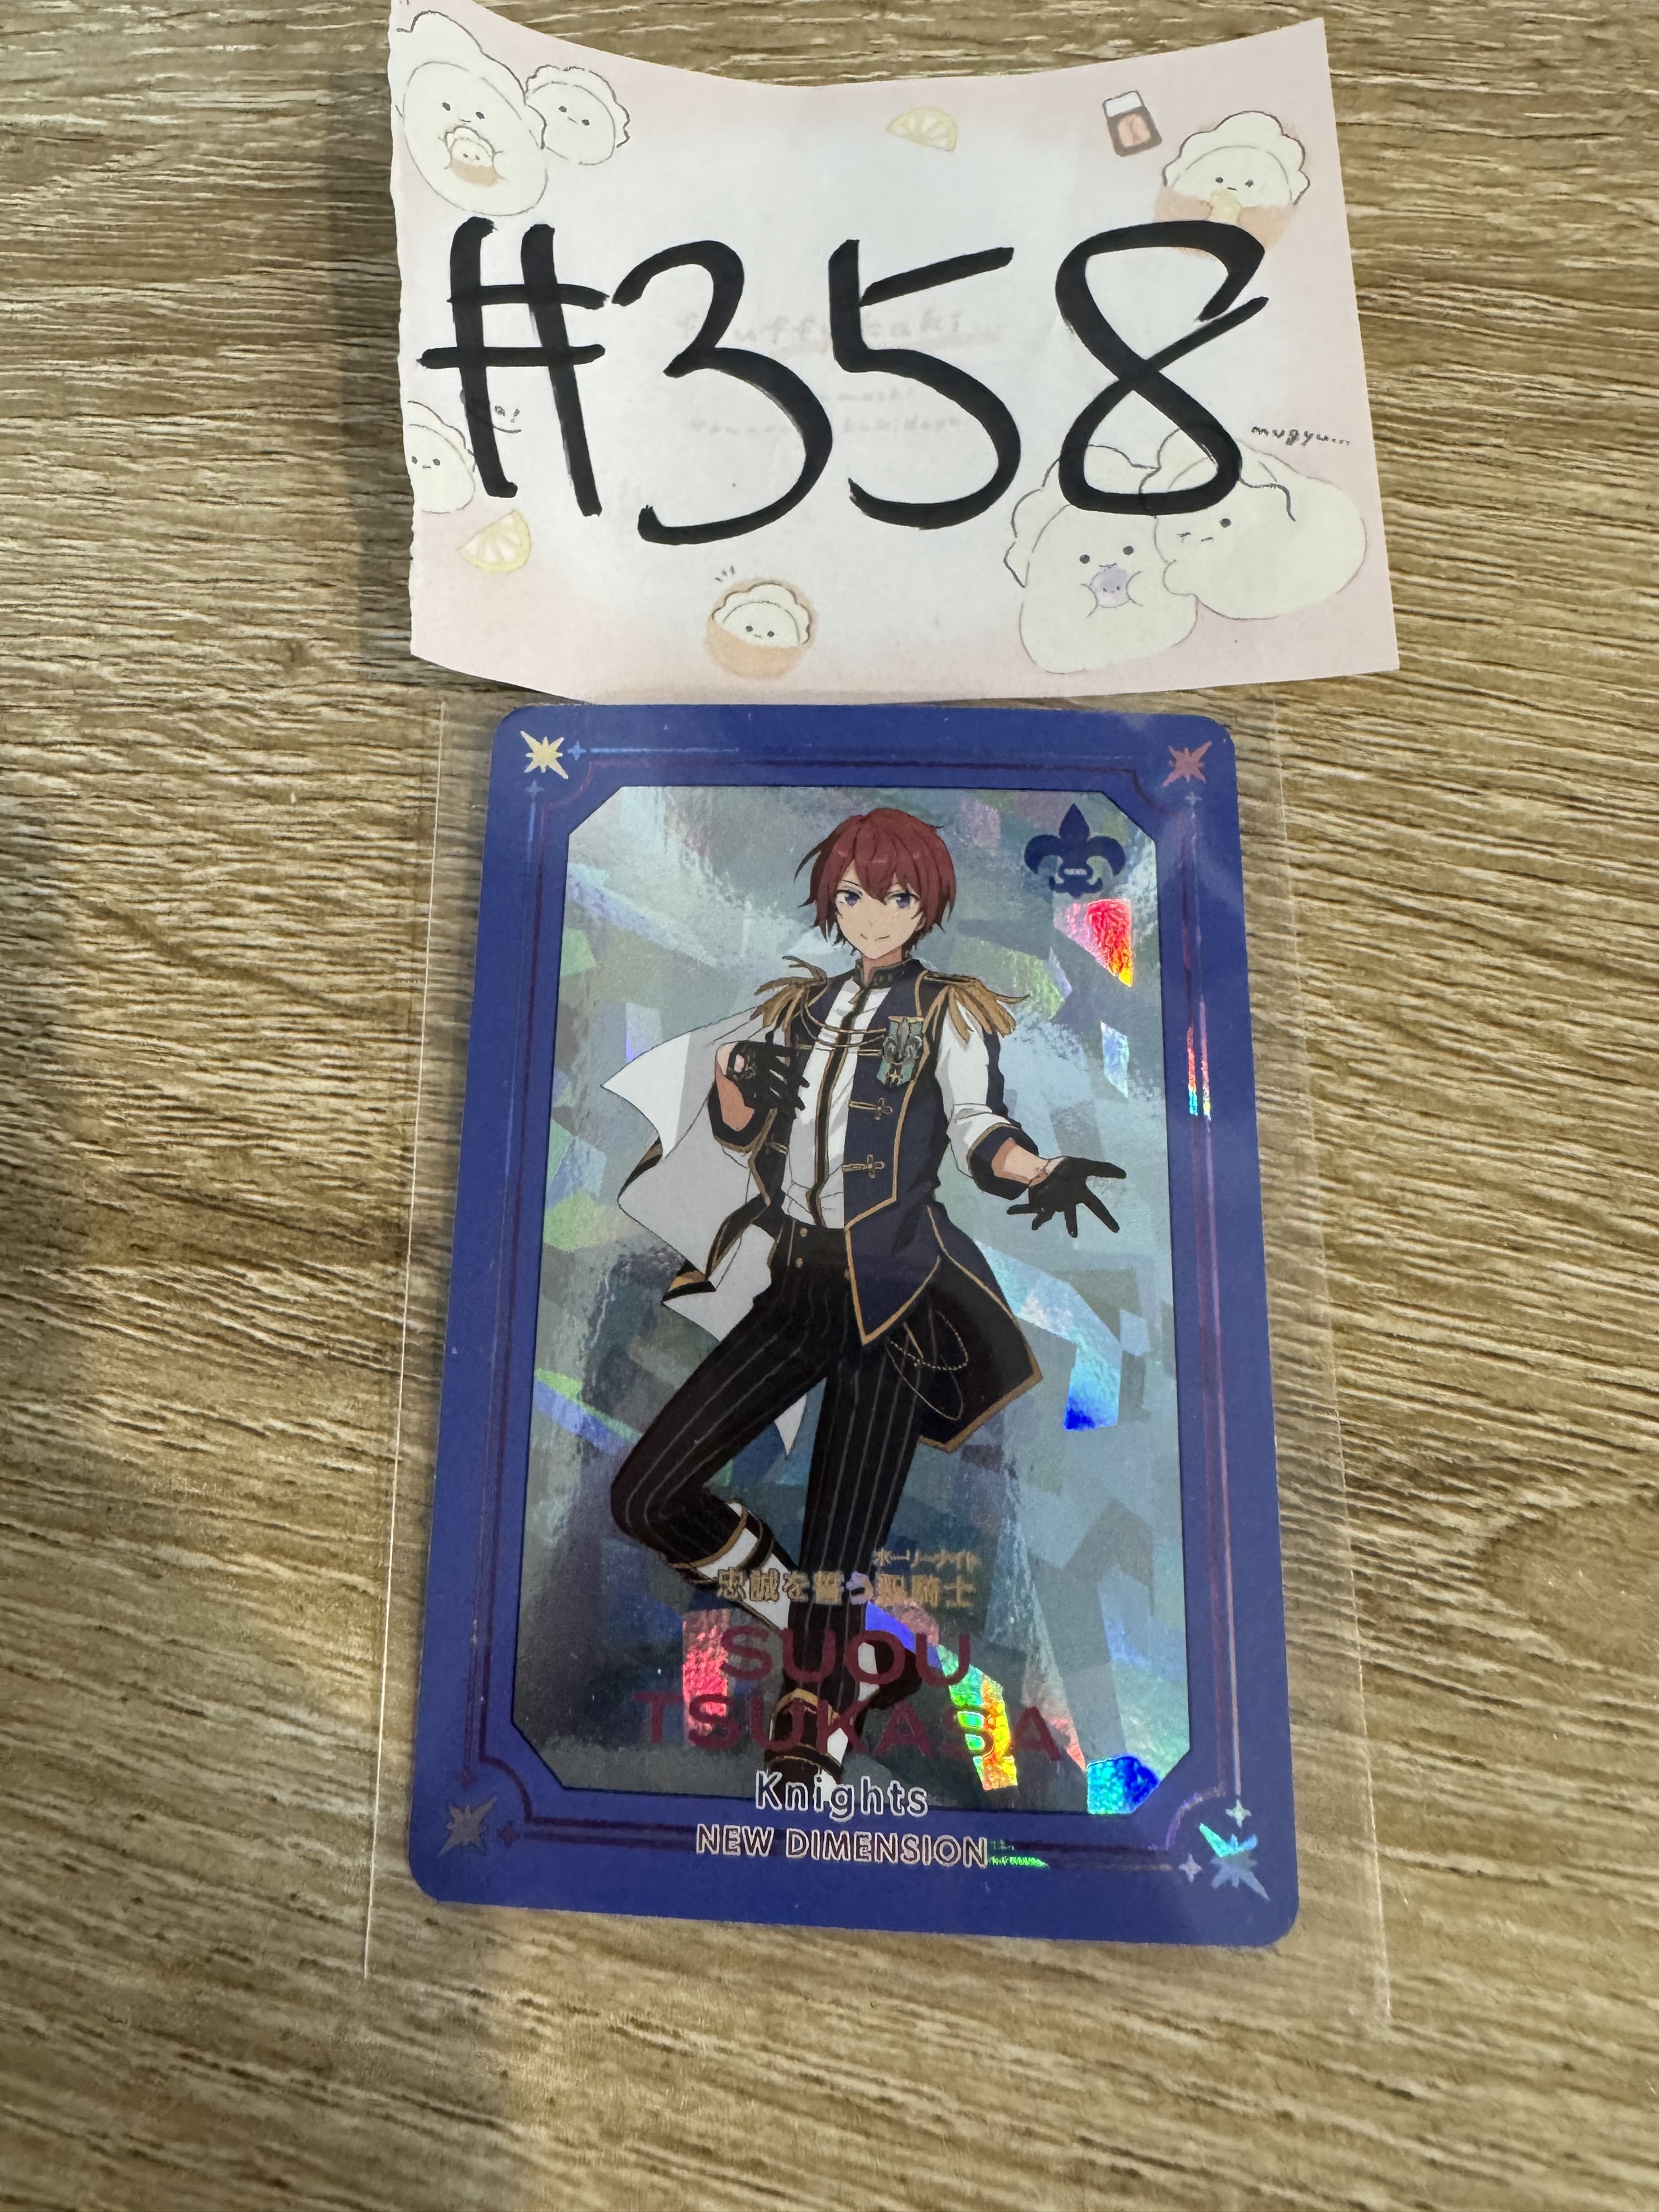 #358
mugyu...
ホーリーナイト
忠誠を誓う聖騎士
SUOU
TSUKASA
Knights
NEW DIMENSION